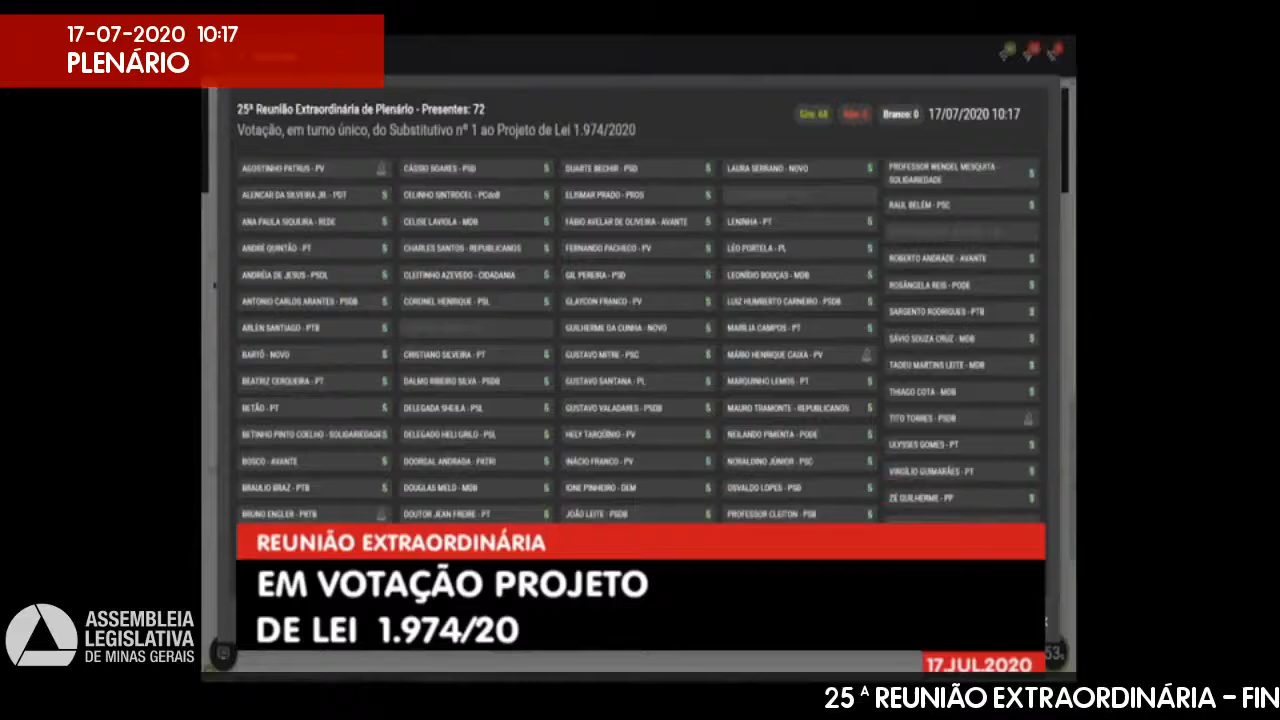 17-07-2020 10:17
PLENÁRIO
25ª Reunião Extraordinária de Plenário - Presentes: 72
Votação, em turno único, do Substitutivo nº 1 ao Projeto de Lei 1.974/2020
Sim: 68
Branco: 0
17/07/2020 10:17
AGOSTINHO PATRUS - PV
ALENCAR DA SILVEIRA JR. - PDT S
ANA PAULA SIQUEIRA - REDE S
ANDRÉ QUINTÃO - PT S
ANDRÉIA DE JESUS - PSOL S
ANTONIO CARLOS ARANTES - PSDB S
ARLEN SANTIAGO - PTB S
BARTÔ - NOVO S
BEATRIZ CERQUEIRA - PT S
BETÃO - PT S
BETINHO PINTO COELHO - SOLIDARIEDADE S
BOSCO - AVANTE S
BRAULIO BRAZ - PTB S
BRUNO ENGLER - PRTB
CÁSSIO SOARES - PSD S
CELINHO SINTROCEL - PCdoB S
CELISE LAVIOLA - MDB S
CHARLES SANTOS - REPUBLICANOS S
CLEITINHO AZEVEDO - CIDADANIA S
CORONEL HENRIQUE - PSL S
CRISTIANO SILVEIRA - PT S
DALMO RIBEIRO SILVA - PSDB S
DELEGADA SHEILA - PSL S
DELEGADO HELI GRILO - PSL S
DOORGAL ANDRADA - PATRI S
DOUGLAS MELO - MDB S
DOUTOR JEAN FREIRE - PT S
DUARTE BECHIR - PSD S
ELISMAR PRADO - PROS S
FÁBIO AVELAR DE OLIVEIRA - AVANTE S
FERNANDO PACHECO - PV S
GIL PEREIRA - PSD S
GLAYCON FRANCO - PV S
GUILHERME DA CUNHA - NOVO S
GUSTAVO MITRE - PSC S
GUSTAVO SANTANA - PL S
GUSTAVO VALADARES - PSDB S
HELY TARQÜÍNIO - PV S
INÁCIO FRANCO - PV S
IONE PINHEIRO - DEM S
JOÃO LEITE - PSDB S
LAURA SERRANO - NOVO S
LENINHA - PT S
LÉO PORTELA - PL S
LEONÍDIO BOUÇAS - MDB S
LUIZ HUMBERTO CARNEIRO - PSDB S
MARÍLIA CAMPOS - PT S
MÁRIO HENRIQUE CAIXA - PV
MARQUINHO LEMOS - PT S
MAURO TRAMONTE - REPUBLICANOS S
NEILANDO PIMENTA - PODE S
NORALDINO JÚNIOR - PSC S
OSVALDO LOPES - PSD S
PROFESSOR CLEITON - PSB S
PROFESSOR WENDEL MESQUITA -
SOLIDARIEDADE S
RAUL BELÉM - PSC S
ROBERTO ANDRADE - AVANTE S
ROSÂNGELA REIS - PODE S
SARGENTO RODRIGUES - PTB S
SÁVIO SOUZA CRUZ - MDB S
TADEU MARTINS LEITE - MDB S
THIAGO COTA - MDB S
TITO TORRES - PSDB
ULYSSES GOMES - PT S
VIRGÍLIO GUIMARÃES - PT S
ZÉ GUILHERME - PP S
REUNIÃO EXTRAORDINÁRIA
EM VOTAÇÃO PROJETO
DE LEI 1.974/20
17.JUL.2020
ASSEMBLEIA
LEGISLATIVA
DE MINAS GERAIS
25 ª REUNIÃO EXTRAORDINÁRIA - FIN